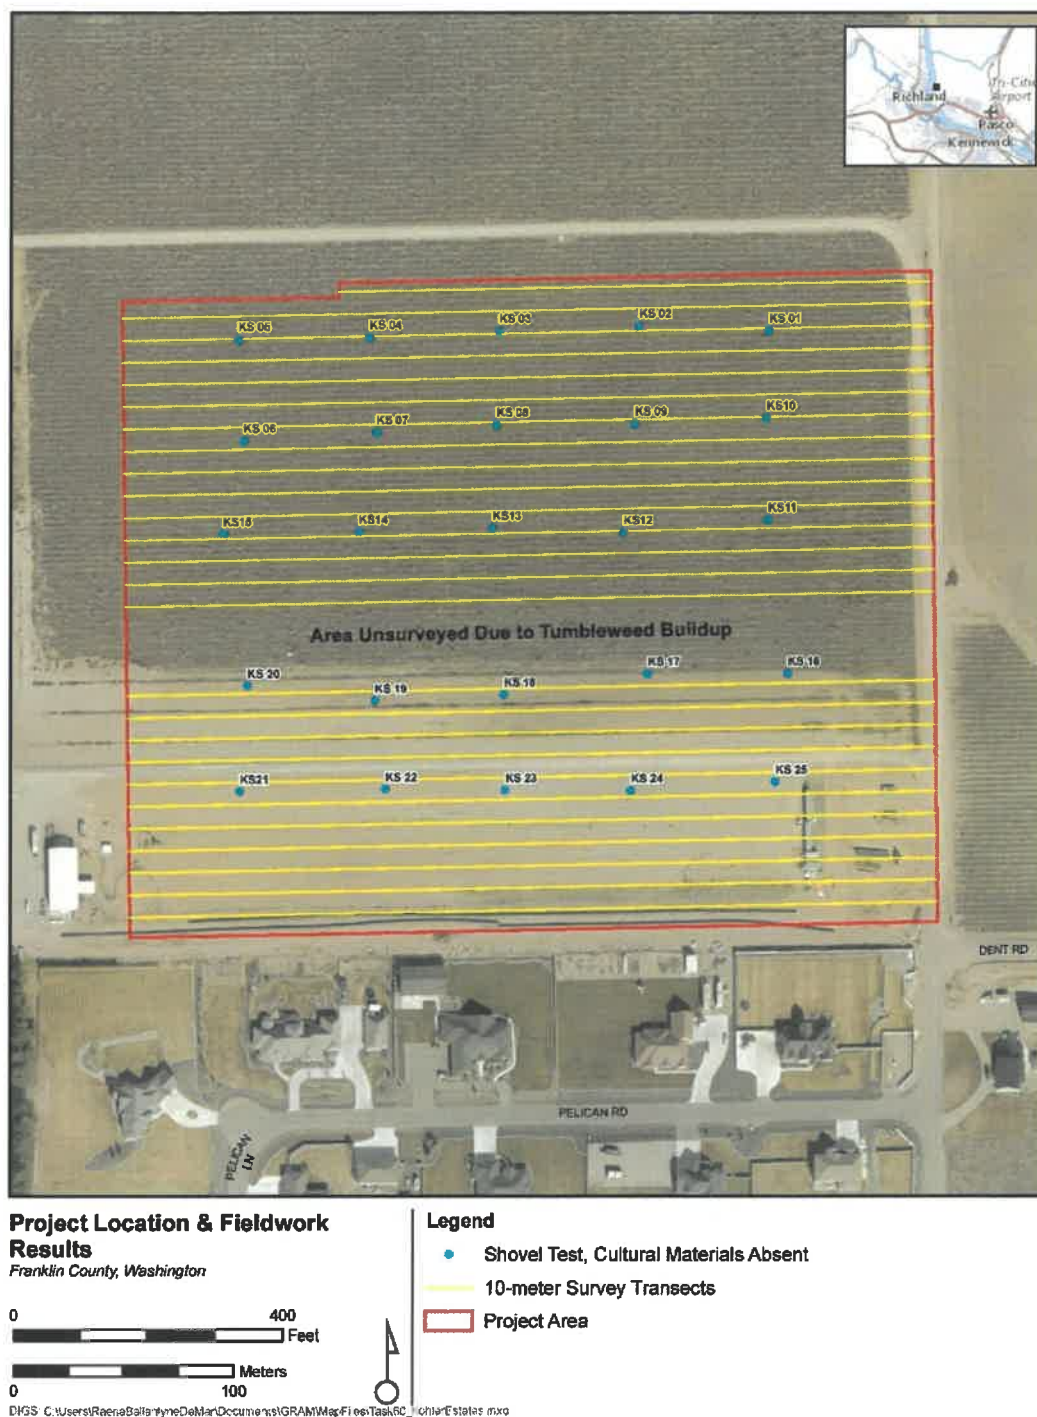 Richland
Tri-Cities
Airport
Pasco
Kennewick
KS 05
KS 04
KS 03
KS 02
KS 01
KS 06
KS 07
KS 08
KS 09
KS10
KS15
KS14
KS13
KS12
KS11
Area Unsurveyed Due to Tumbleweed Buildup
KS 20
KS 19
KS 18
KS 17
KS 16
KS21
KS 22
KS 23
KS 24
KS 25
DENT RD
PELICAN RD
PELICAN
LN
Project Location & Fieldwork
Results
Franklin County, Washington
0 400
Feet
Meters
0 100
Legend
Shovel Test, Cultural Materials Absent
10-meter Survey Transects
Project Area